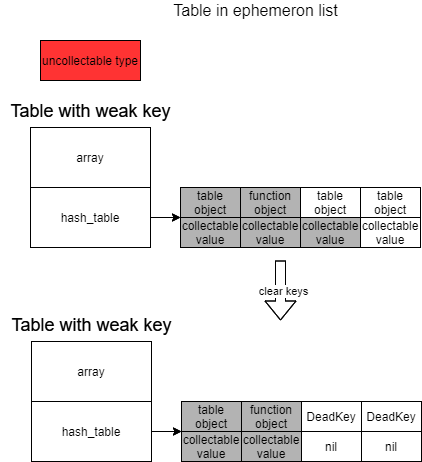 Table in ephemeron list
uncollectable type
Table with weak key
array
hash_table
table object
function object
table object
table object
collectable value
collectable value
collectable value
collectable value
clear keys
Table with weak key
array
hash_table
table object
function object
DeadKey
DeadKey
collectable value
collectable value
nil
nil